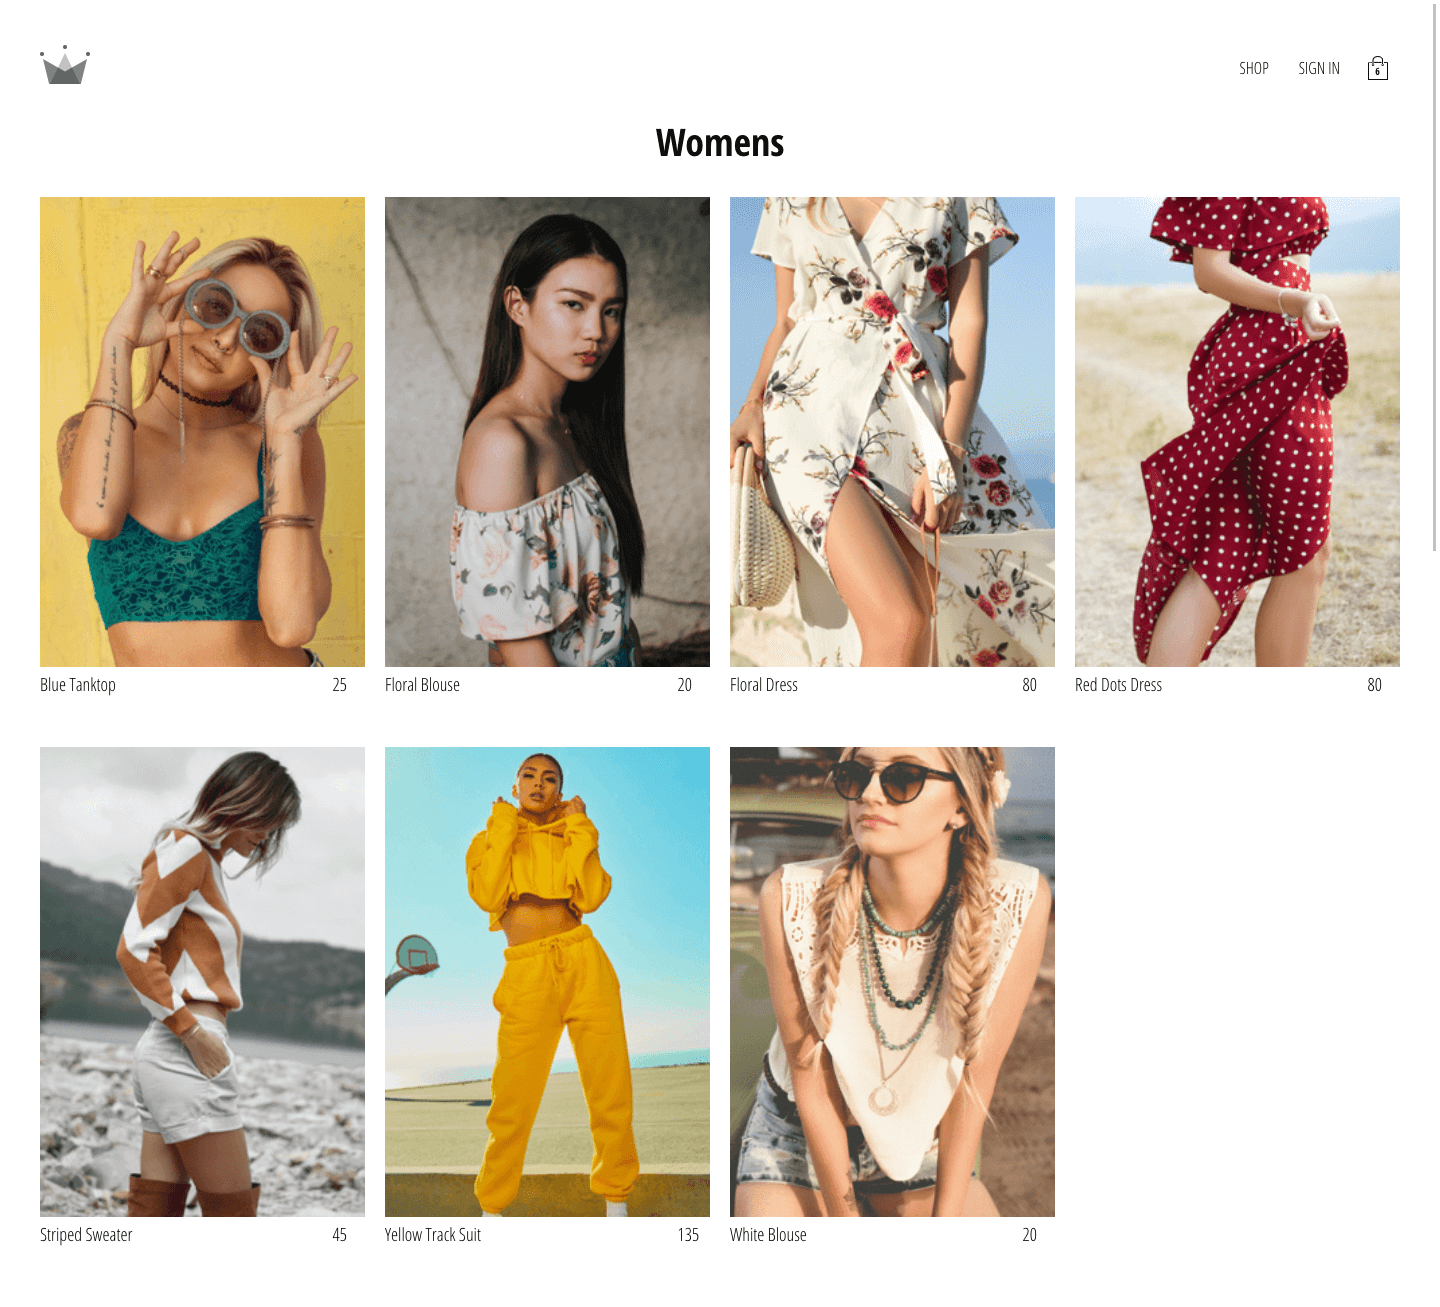 SHOP SIGN IN 6
Womens
Blue Tanktop 25
Floral Blouse 20
Floral Dress 80
Red Dots Dress 80
Striped Sweater 45
Yellow Track Suit 135
White Blouse 20